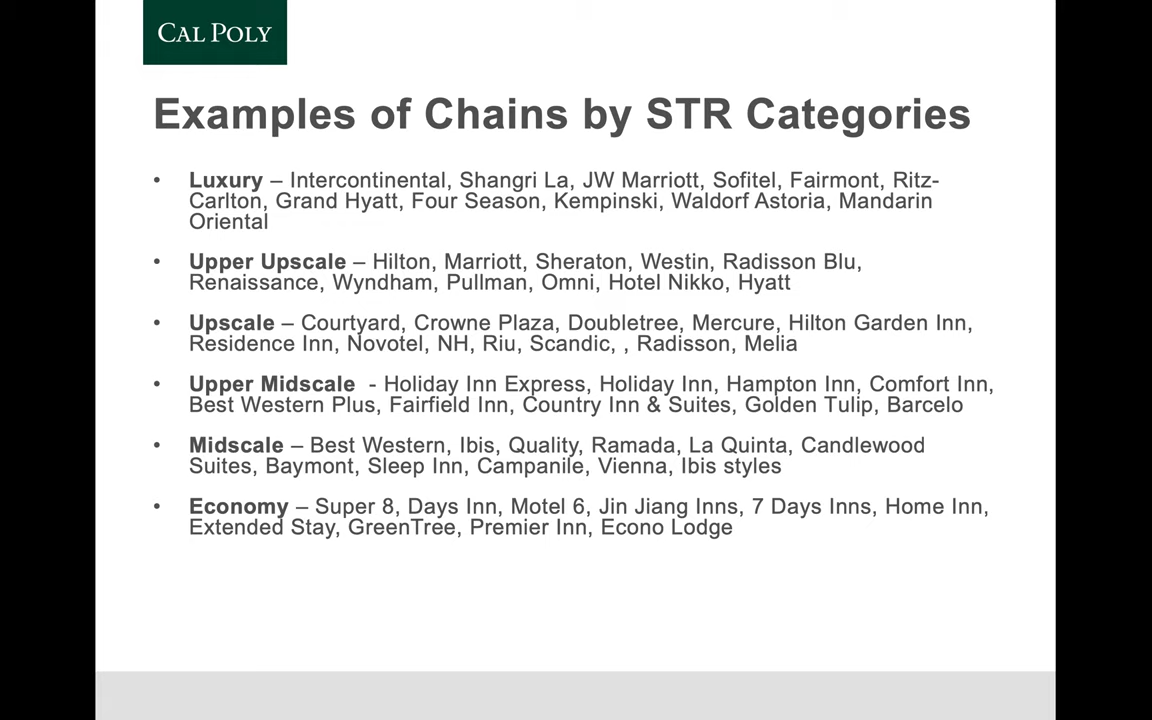 CAL POLY
Examples of Chains by STR Categories
• Luxury – Intercontinental, Shangri La, JW Marriott, Sofitel, Fairmont, Ritz-
Carlton, Grand Hyatt, Four Season, Kempinski, Waldorf Astoria, Mandarin
Oriental
• Upper Upscale – Hilton, Marriott, Sheraton, Westin, Radisson Blu,
Renaissance, Wyndham, Pullman, Omni, Hotel Nikko, Hyatt
• Upscale – Courtyard, Crowne Plaza, Doubletree, Mercure, Hilton Garden Inn,
Residence Inn, Novotel, NH, Riu, Scandic, , Radisson, Melia
• Upper Midscale  - Holiday Inn Express, Holiday Inn, Hampton Inn, Comfort Inn,
Best Western Plus, Fairfield Inn, Country Inn & Suites, Golden Tulip, Barcelo
• Midscale – Best Western, Ibis, Quality, Ramada, La Quinta, Candlewood
Suites, Baymont, Sleep Inn, Campanile, Vienna, Ibis styles
• Economy – Super 8, Days Inn, Motel 6, Jin Jiang Inns, 7 Days Inns, Home Inn,
Extended Stay, GreenTree, Premier Inn, Econo Lodge